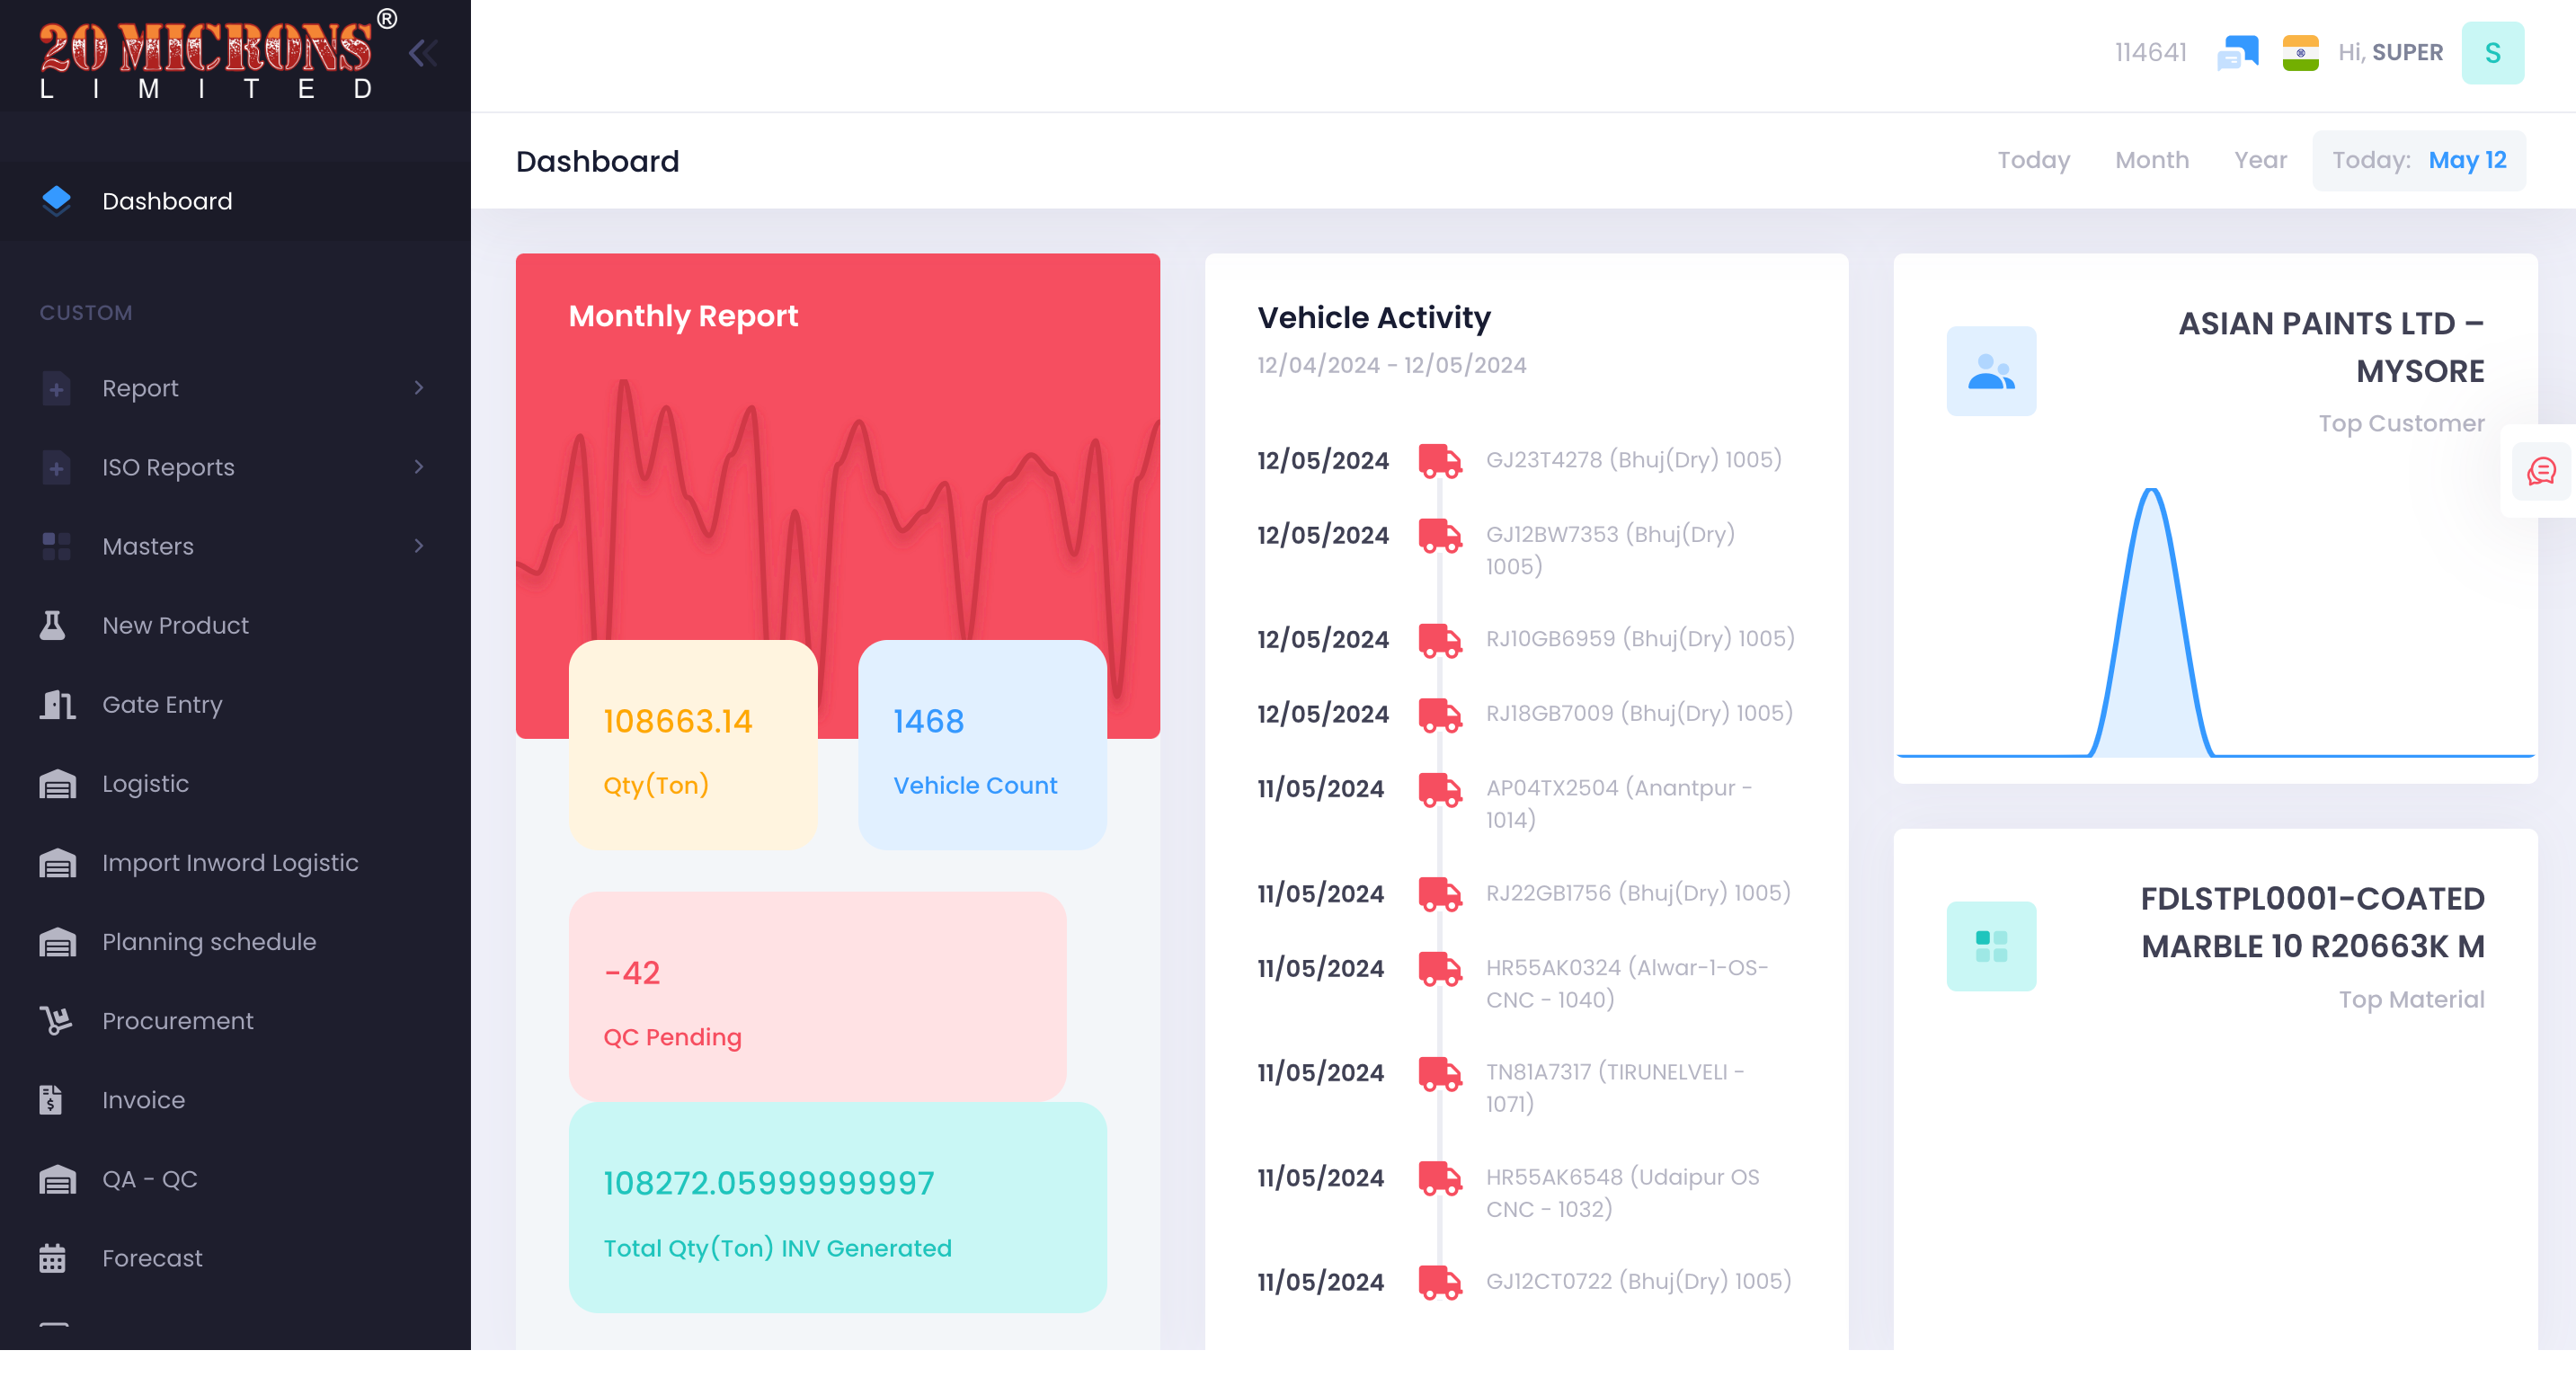 20 MICRONS ®
LIMITED
Dashboard
CUSTOM
Report
ISO Reports
Masters
New Product
Gate Entry
Logistic
Import Inword Logistic
Planning schedule
Procurement
Invoice
QA - QC
Forecast
114641
Hi, SUPER
S
Dashboard
Today
Month
Year
Today: May 12
Monthly Report
108663.14
Qty(Ton)
1468
Vehicle Count
-42
QC Pending
108272.05999999997
Total Qty(Ton) INV Generated
Vehicle Activity
12/04/2024 - 12/05/2024
12/05/2024 GJ23T4278 (Bhuj(Dry) 1005)
12/05/2024 GJ12BW7353 (Bhuj(Dry)
1005)
12/05/2024 RJ10GB6959 (Bhuj(Dry) 1005)
12/05/2024 RJ18GB7009 (Bhuj(Dry) 1005)
11/05/2024 AP04TX2504 (Anantpur -
1014)
11/05/2024 RJ22GB1756 (Bhuj(Dry) 1005)
11/05/2024 HR55AK0324 (Alwar-1-OS-
CNC - 1040)
11/05/2024 TN81A7317 (TIRUNELVELI -
1071)
11/05/2024 HR55AK6548 (Udaipur OS
CNC - 1032)
11/05/2024 GJ12CT0722 (Bhuj(Dry) 1005)
ASIAN PAINTS LTD –
MYSORE
Top Customer
FDLSTPL0001-COATED
MARBLE 10 R20663K M
Top Material